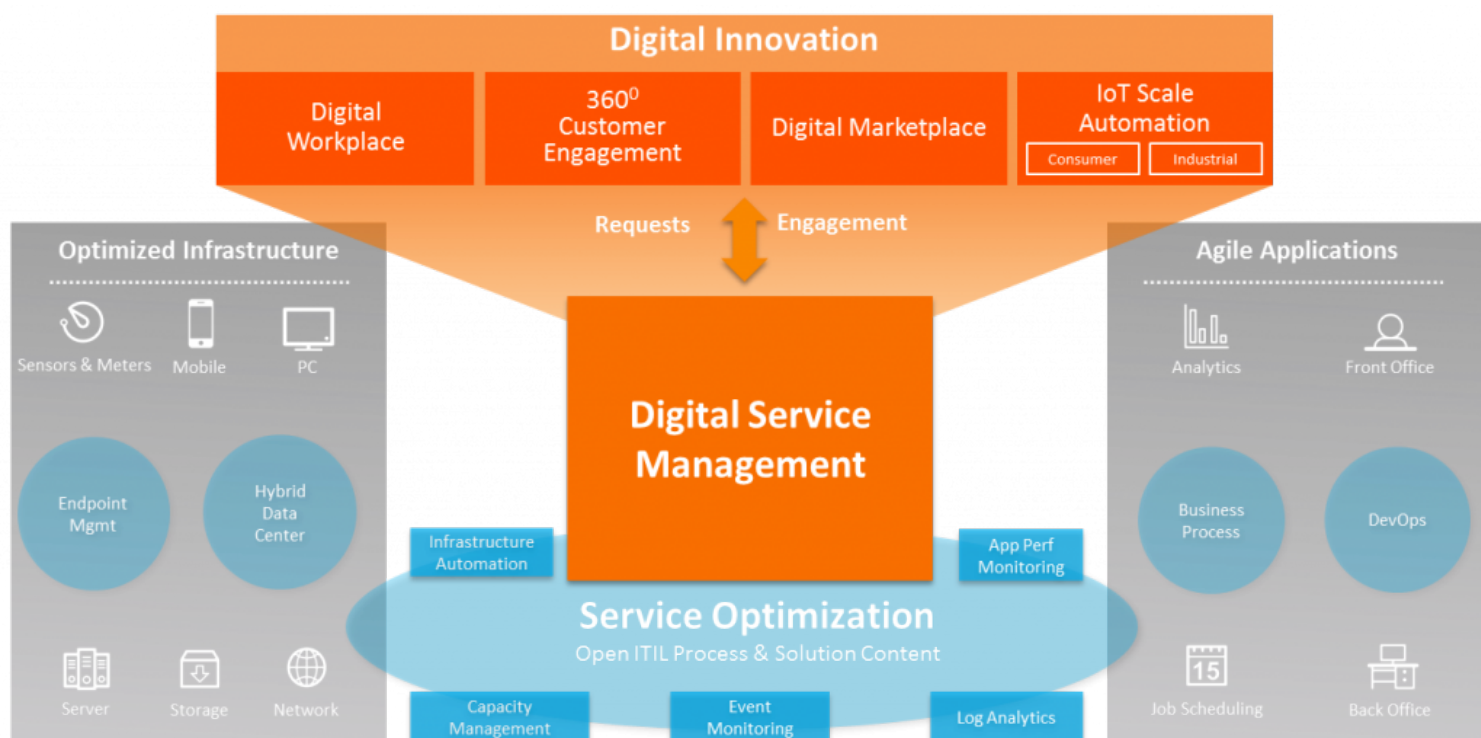 Digital Innovation
Digital
Workplace
360⁰
Customer
Engagement
Digital Marketplace
IoT Scale
Automation
Consumer
Industrial
Requests
Engagement
Optimized Infrastructure
Sensors & Meters
Mobile
PC
Endpoint
Mgmt
Hybrid
Data
Center
Server
Storage
Network
Digital Service
Management
Infrastructure
Automation
App Perf
Monitoring
Service Optimization
Open ITIL Process & Solution Content
Capacity
Management
Event
Monitoring
Log Analytics
Agile Applications
Analytics
Front Office
Business
Process
DevOps
15
Job Scheduling
Back Office